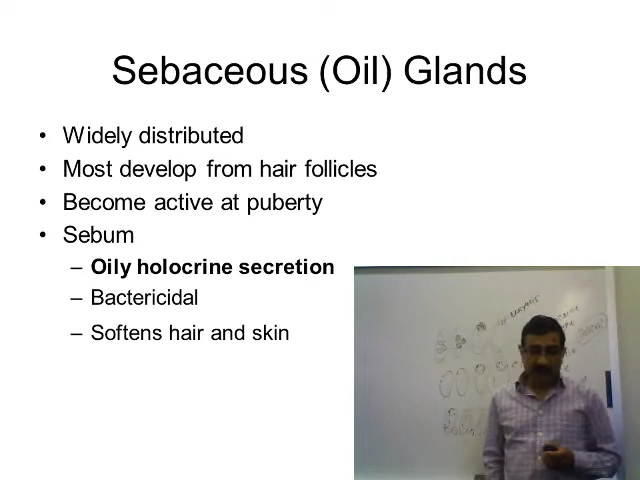 Sebaceous (Oil) Glands
• Widely distributed
• Most develop from hair follicles
• Become active at puberty
• Sebum
– Oily holocrine secretion
– Bactericidal
– Softens hair and skin